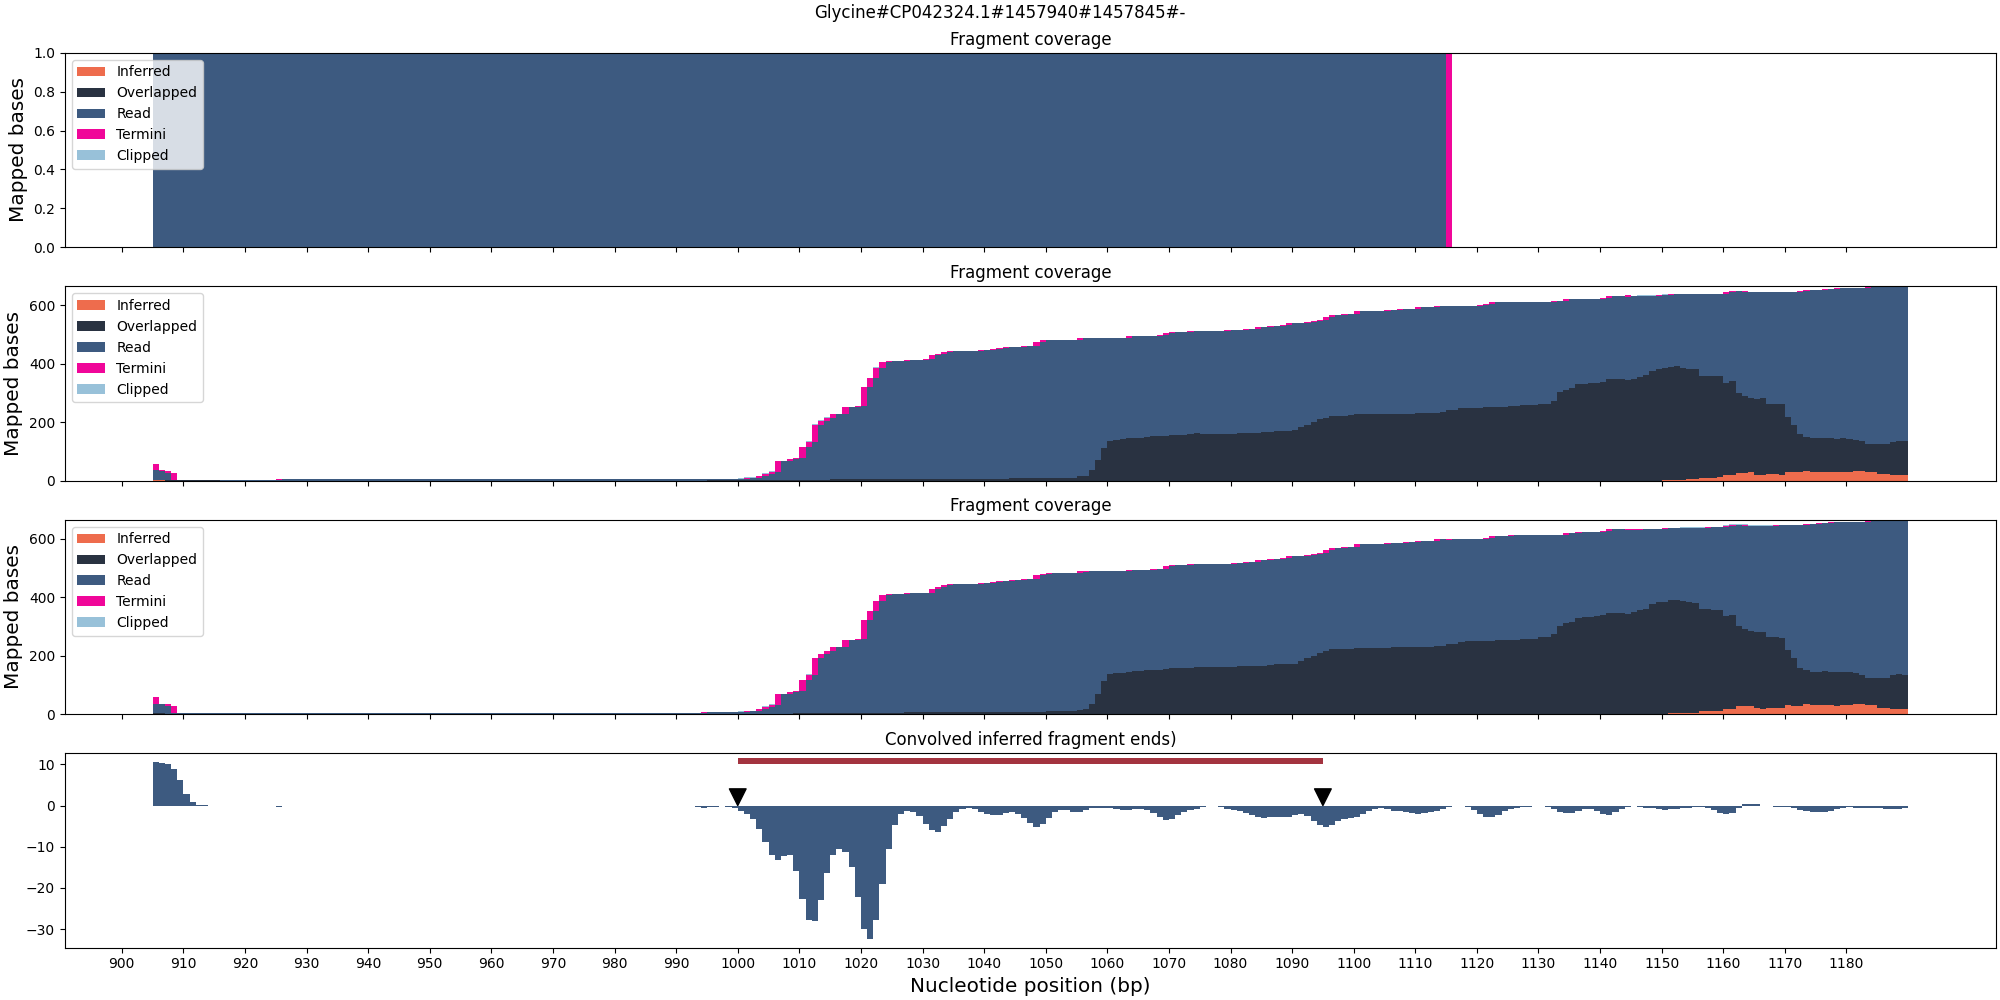 Glycine#CP042324.1#1457940#1457845#-
Fragment coverage
Mapped bases
1.0
0.8
0.6
0.4
0.2
0.0
Inferred
Overlapped
Read
Termini
Clipped
Fragment coverage
Mapped bases
600
400
200
0
Inferred
Overlapped
Read
Termini
Clipped
Fragment coverage
Mapped bases
600
400
200
0
Inferred
Overlapped
Read
Termini
Clipped
Convolved inferred fragment ends)
10
0
−10
−20
−30
900 910 920 930 940 950 960 970 980 990 1000 1010 1020 1030 1040 1050 1060 1070 1080 1090 1100 1110 1120 1130 1140 1150 1160 1170 1180
Nucleotide position (bp)